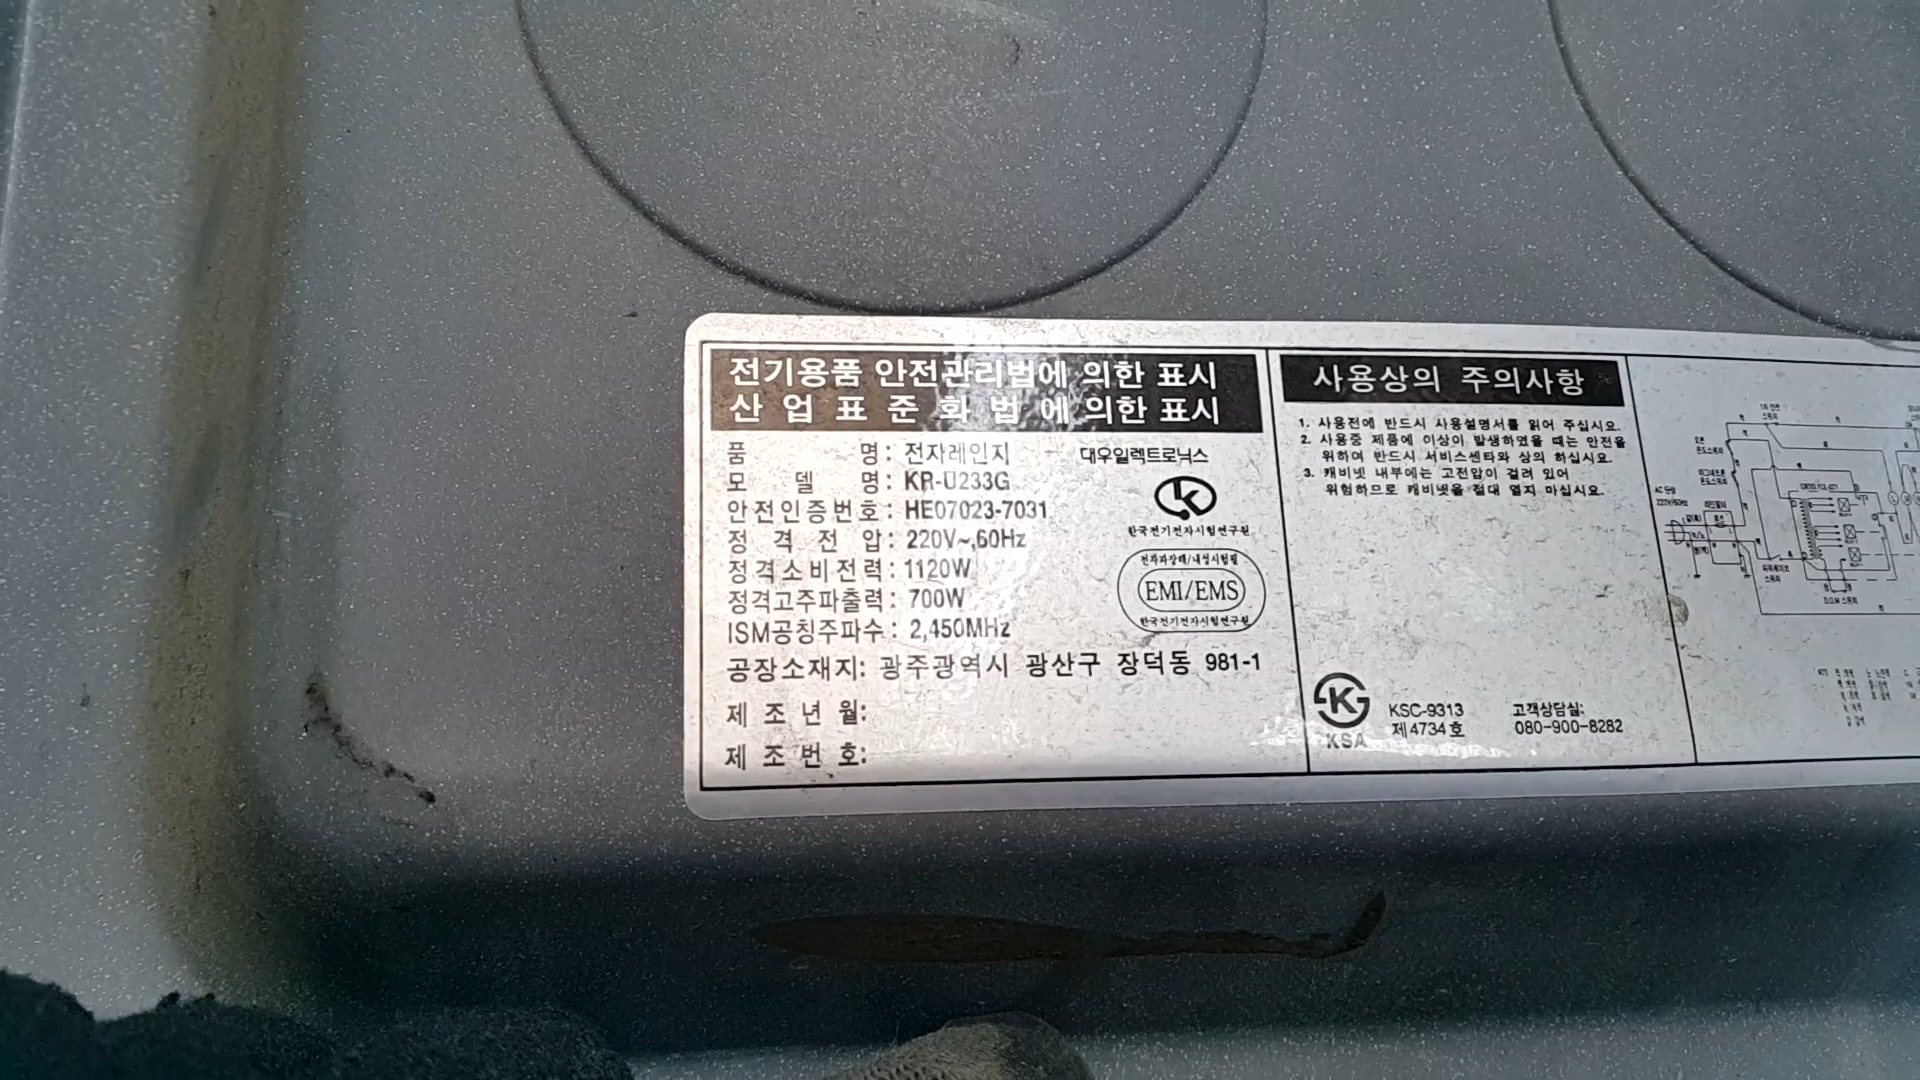 전기용품 안전관리법에 의한 표시
산업표준화법에 의한 표시
품 명: 전자레인지
대우일렉트로닉스
모 델 명: KR-U233G
안전인증번호: HE07023-7031
정 격 전 압: 220V~,60Hz
정격소비전력: 1120W
정격고주파출력: 700W
ISM공칭주파수: 2,450MHz
공장소재지: 광주광역시 광산구 장덕동 981-1
제 조 년 월:
제 조 번 호:
한국전기전자시험연구원
전자파장해/내성시험필
EMI/EMS
한국전기전자시험연구원
사용상의 주의사항
1. 사용전에 반드시 사용설명서를 읽어 주십시요.
2. 사용중 제품에 이상이 발생하였을 때는 안전을
위하여 반드시 서비스센타와 상의 하십시요.
3. 캐비넷 내부에는 고전압이 걸려 있어
위험하므로 캐비넷을 절대 열지 마십시요.
KSA
KSC-9313
제4734호
고객상담실:
080-900-8282
AC 단상
220V/60Hz
D.O.M 스위치